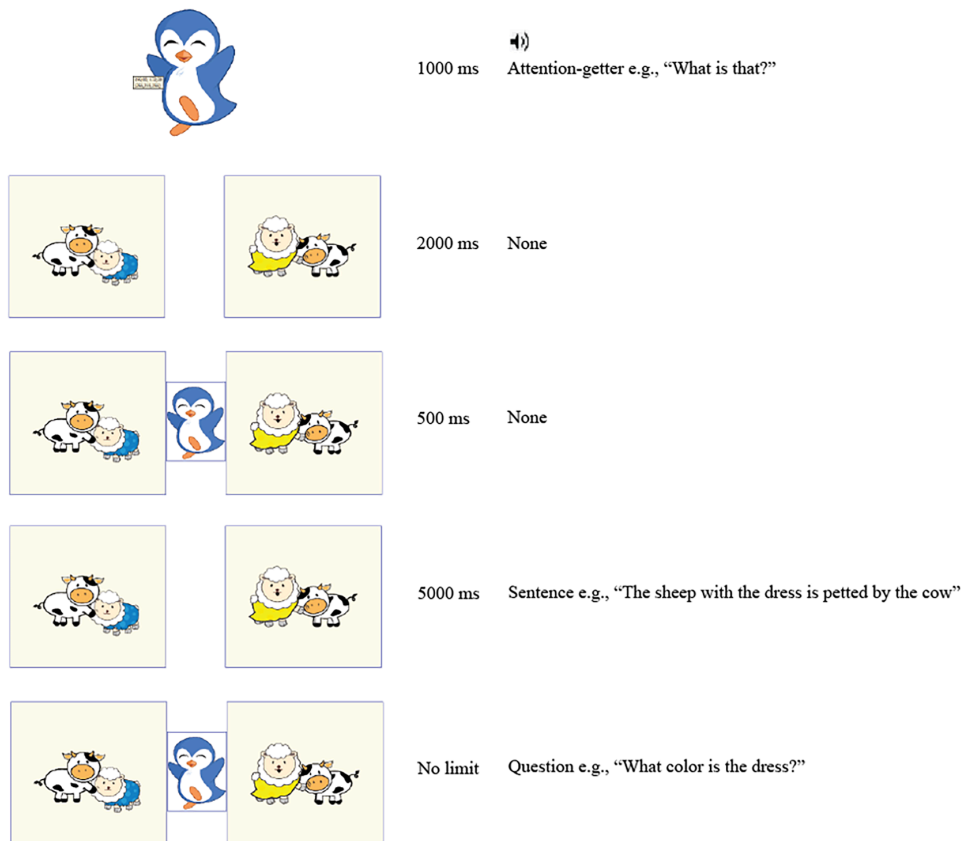 1000 ms Attention-getter e.g., “What is that?”
2000 ms None
500 ms None
5000 ms Sentence e.g., “The sheep with the dress is petted by the cow”
No limit Question e.g., “What color is the dress?”